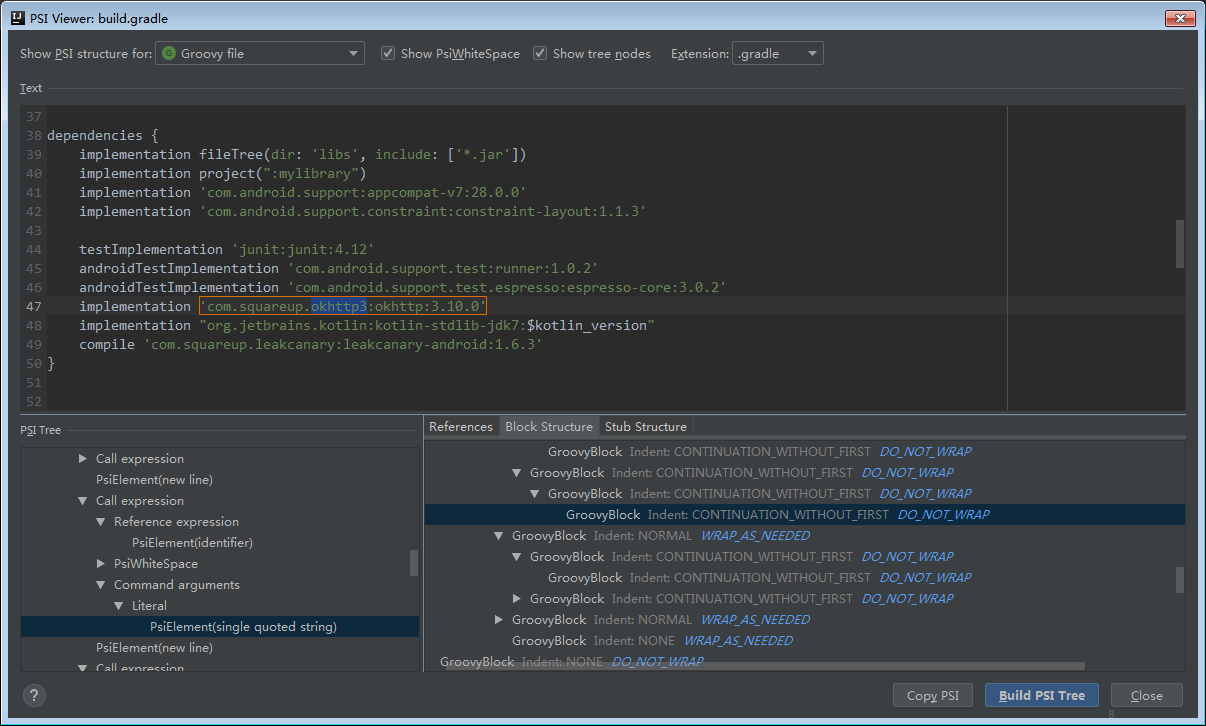 PSI Viewer: build.gradle
Show PSI structure for: Groovy file Show PsiWhiteSpace Show tree nodes Extension: .gradle
Text
37
38 dependencies {
39 implementation fileTree(dir: 'libs', include: ['*.jar'])
40 implementation project(":mylibrary")
41 implementation 'com.android.support:appcompat-v7:28.0.0'
42 implementation 'com.android.support.constraint:constraint-layout:1.1.3'
43
44 testImplementation 'junit:junit:4.12'
45 androidTestImplementation 'com.android.support.test:runner:1.0.2'
46 androidTestImplementation 'com.android.support.test.espresso:espresso-core:3.0.2'
47 implementation 'com.squareup.okhttp3:okhttp:3.10.0'
48 implementation "org.jetbrains.kotlin:kotlin-stdlib-jdk7:$kotlin_version"
49 compile 'com.squareup.leakcanary:leakcanary-android:1.6.3'
50 }
51
52
PSI Tree
Call expression
PsiElement(new line)
Call expression
Reference expression
PsiElement(identifier)
PsiWhiteSpace
Command arguments
Literal
PsiElement(single quoted string)
PsiElement(new line)
Call expression
References Block Structure Stub Structure
GroovyBlock Indent: CONTINUATION_WITHOUT_FIRST DO_NOT_WRAP
GroovyBlock Indent: CONTINUATION_WITHOUT_FIRST DO_NOT_WRAP
GroovyBlock Indent: CONTINUATION_WITHOUT_FIRST DO_NOT_WRAP
GroovyBlock Indent: CONTINUATION_WITHOUT_FIRST DO_NOT_WRAP
GroovyBlock Indent: NORMAL WRAP_AS_NEEDED
GroovyBlock Indent: CONTINUATION_WITHOUT_FIRST DO_NOT_WRAP
GroovyBlock Indent: CONTINUATION_WITHOUT_FIRST DO_NOT_WRAP
GroovyBlock Indent: CONTINUATION_WITHOUT_FIRST DO_NOT_WRAP
GroovyBlock Indent: NORMAL WRAP_AS_NEEDED
GroovyBlock Indent: NONE WRAP_AS_NEEDED
GroovyBlock Indent: NONE DO_NOT_WRAP
? Copy PSI Build PSI Tree Close